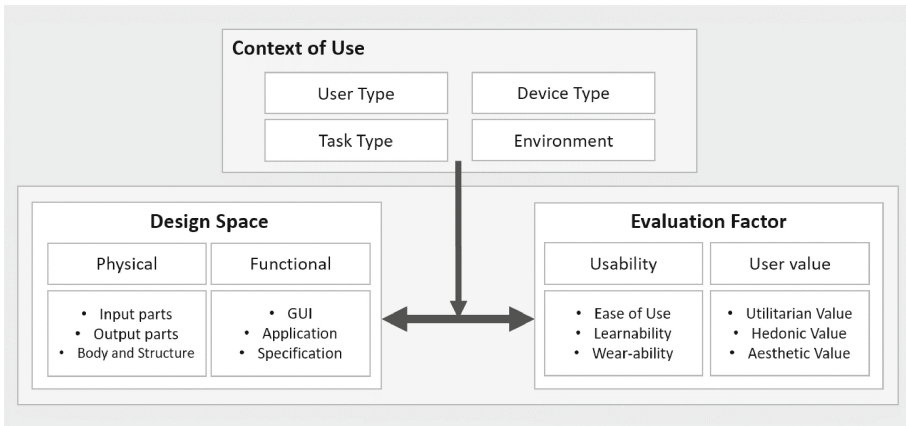 Context of Use
User Type
Device Type
Task Type
Environment
Design Space
Physical
Functional
• Input parts
• Output parts
• Body and Structure
• GUI
• Application
• Specification
Evaluation Factor
Usability
User value
• Ease of Use
• Learnability
• Wear-ability
• Utilitarian Value
• Hedonic Value
• Aesthetic Value